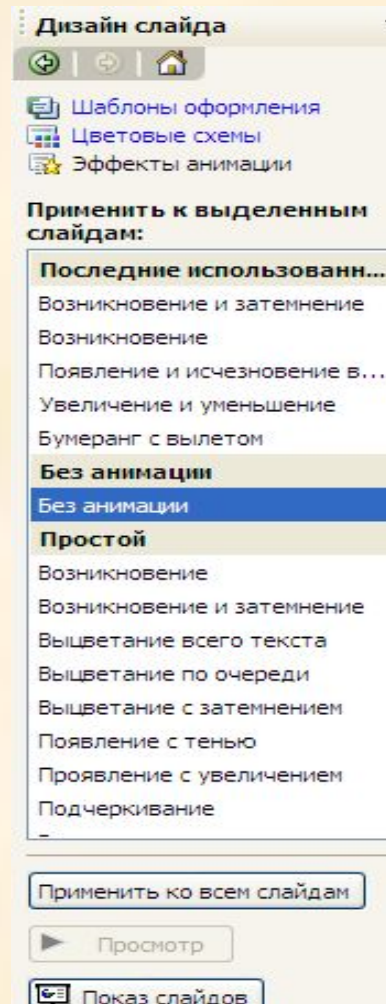 Дизайн слайда
Шаблоны оформления
Цветовые схемы
Эффекты анимации
Применить к выделенным
слайдам:
Последние использованн...
Возникновение и затемнение
Возникновение
Появление и исчезновение в...
Увеличение и уменьшение
Бумеранг с вылетом
Без анимации
Без анимации
Простой
Возникновение
Возникновение и затемнение
Выцветание всего текста
Выцветание по очереди
Выцветание с затемнением
Появление с тенью
Проявление с увеличением
Подчеркивание
Применить ко всем слайдам
Просмотр
Показ слайдов